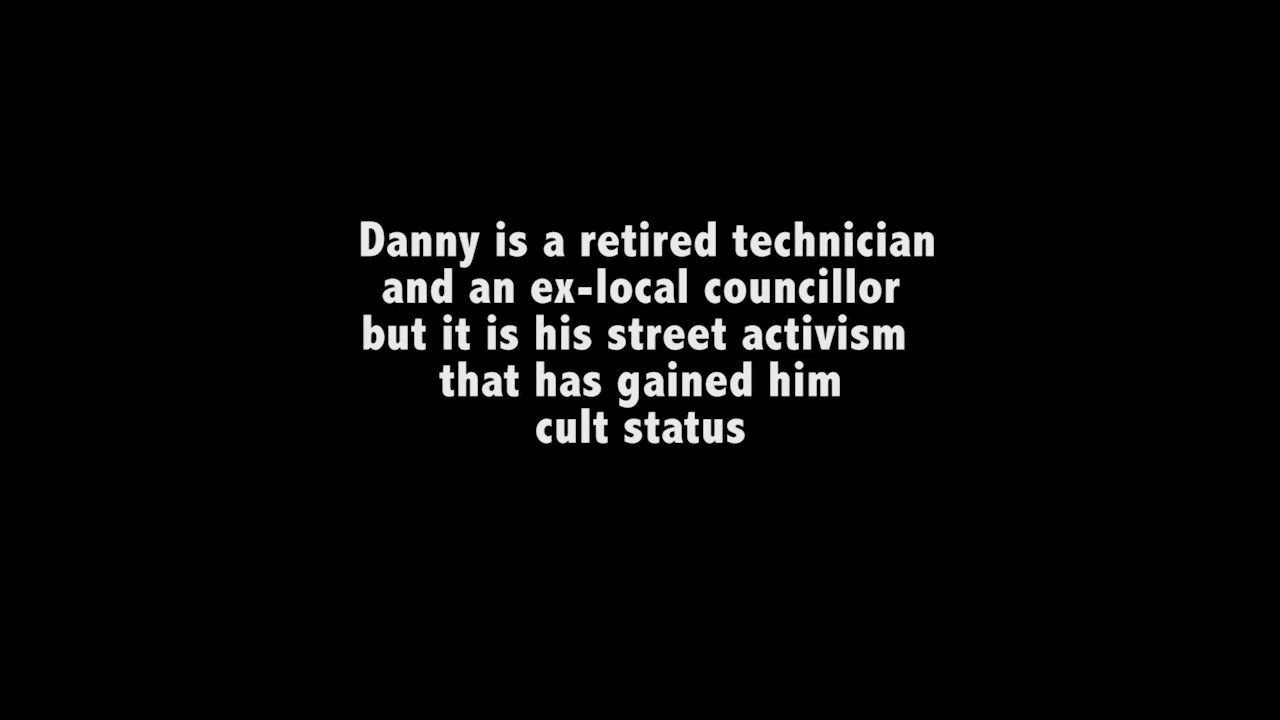 Danny is a retired technician
and an ex-local councillor
but it is his street activism
that has gained him
cult status